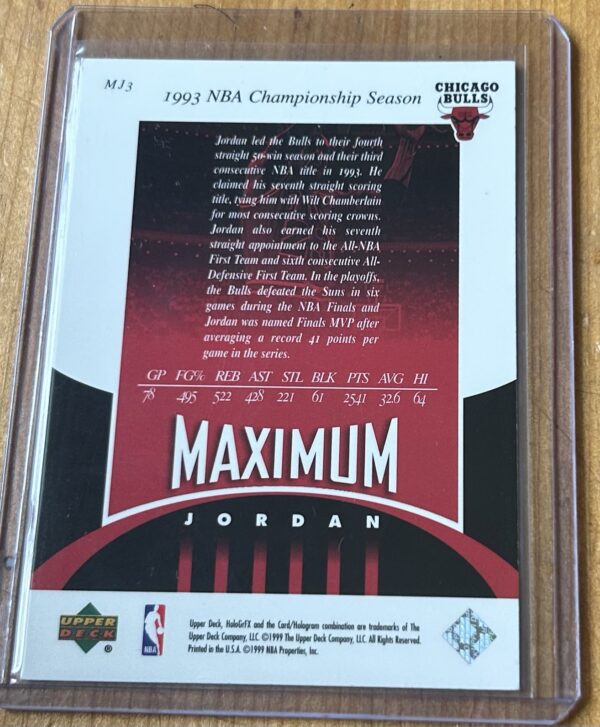 MJ3
1993 NBA Championship Season
CHICAGO
BULLS
Jordan led the Bulls to their fourth
straight 50-win season and their third
consecutive NBA title in 1993. He
claimed his seventh straight scoring
title, tying him with Wilt Chamberlain
for most consecutive scoring crowns.
Jordan also earned his seventh
straight appointment to the All-NBA
First Team and sixth consecutive All-
Defensive First Team. In the playoffs,
the Bulls defeated the Suns in six
games during the NBA Finals and
Jordan was named Finals MVP after
averaging a record 41 points per
game in the series.
GP FG% REB AST STL BLK PTS AVG HI
78 495 522 428 221 61 2541 32.6 64
MAXIMUM
JORDAN
UPPER
DECK
®
NBA
Upper Deck, HoloGrFX and the Card/Hologram combination are trademarks of The
Upper Deck Company, LLC. ©1999 The Upper Deck Company, LLC. All Rights Reserved.
Printed in the U.S.A. ©1999 NBA Properties, Inc.